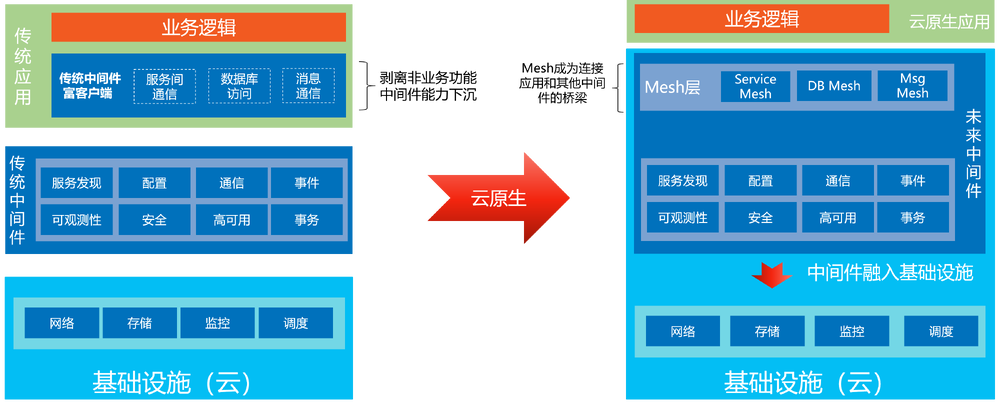 传统应用
业务逻辑
传统中间件
富客户端
服务间
通信
数据库
访问
消息
通信
剥离非业务功能
中间件能力下沉
传统中间件
服务发现
配置
通信
事件
可观测性
安全
高可用
事务
网络
存储
监控
调度
基础设施（云）
云原生
业务逻辑
云原生应用
Mesh成为连接
应用和其他中间
件的桥梁
Mesh层
Service
Mesh
DB Mesh
Msg
Mesh
未来中间件
服务发现
配置
通信
事件
可观测性
安全
高可用
事务
中间件融入基础设施
网络
存储
监控
调度
基础设施（云）